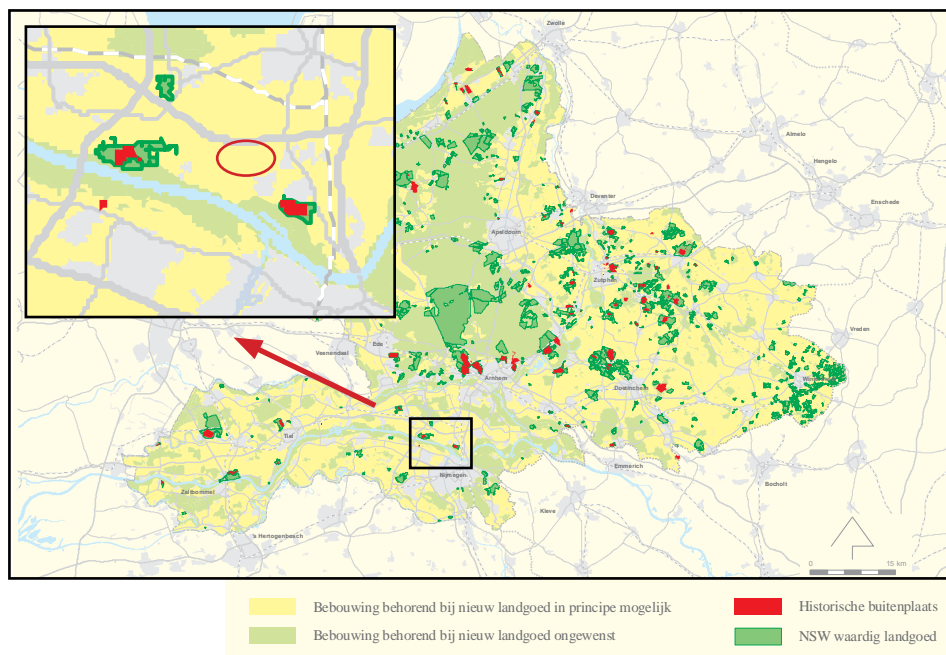 Zwolle
Almelo
Hengelo
Enschede
Deventer
Apeldoorn
Zutphen
Vreden
Ede
Veenendaal
Arnhem
Doetinchem
Tiel
Nijmegen
Emmerich
Zaltbommel
Bocholt
Kleve
's Hertogenbosch
15 km
Bebouwing behorend bij nieuw landgoed in principe mogelijk
Historische buitenplaats
Bebouwing behorend bij nieuw landgoed ongewenst
NSW waardig landgoed